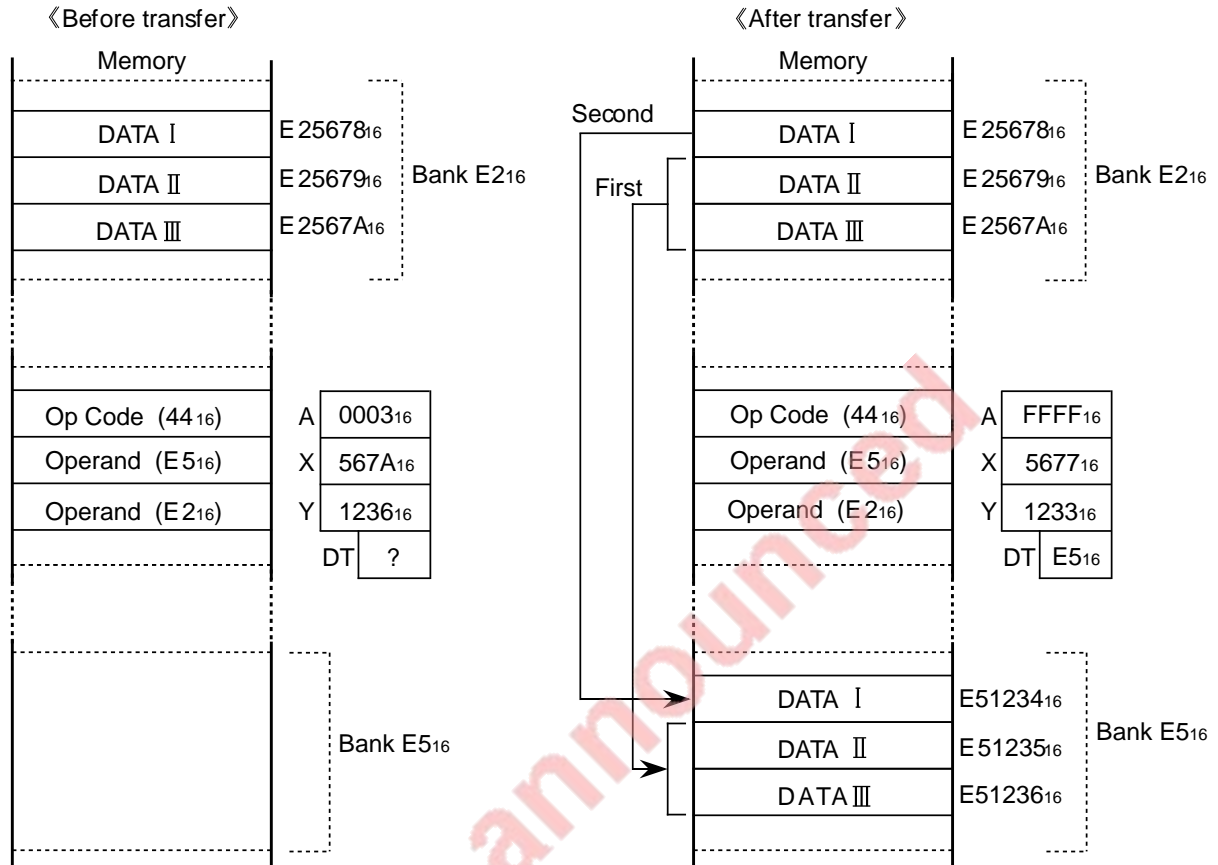 《Before transfer》
Memory
DATA Ⅰ E25678₁₆
DATA Ⅱ E25679₁₆ Bank E2₁₆
DATA Ⅲ E2567A₁₆
Op Code (44₁₆) A 0003₁₆
Operand (E5₁₆) X 567A₁₆
Operand (E2₁₆) Y 1236₁₆
DT ?
Bank E5₁₆
《After transfer》
Memory
Second
DATA Ⅰ E25678₁₆
First DATA Ⅱ E25679₁₆ Bank E2₁₆
DATA Ⅲ E2567A₁₆
Op Code (44₁₆) A FFFF₁₆
Operand (E5₁₆) X 5677₁₆
Operand (E2₁₆) Y 1233₁₆
DT E5₁₆
DATA Ⅰ E51234₁₆
DATA Ⅱ E51235₁₆ Bank E5₁₆
DATA Ⅲ E51236₁₆
announced